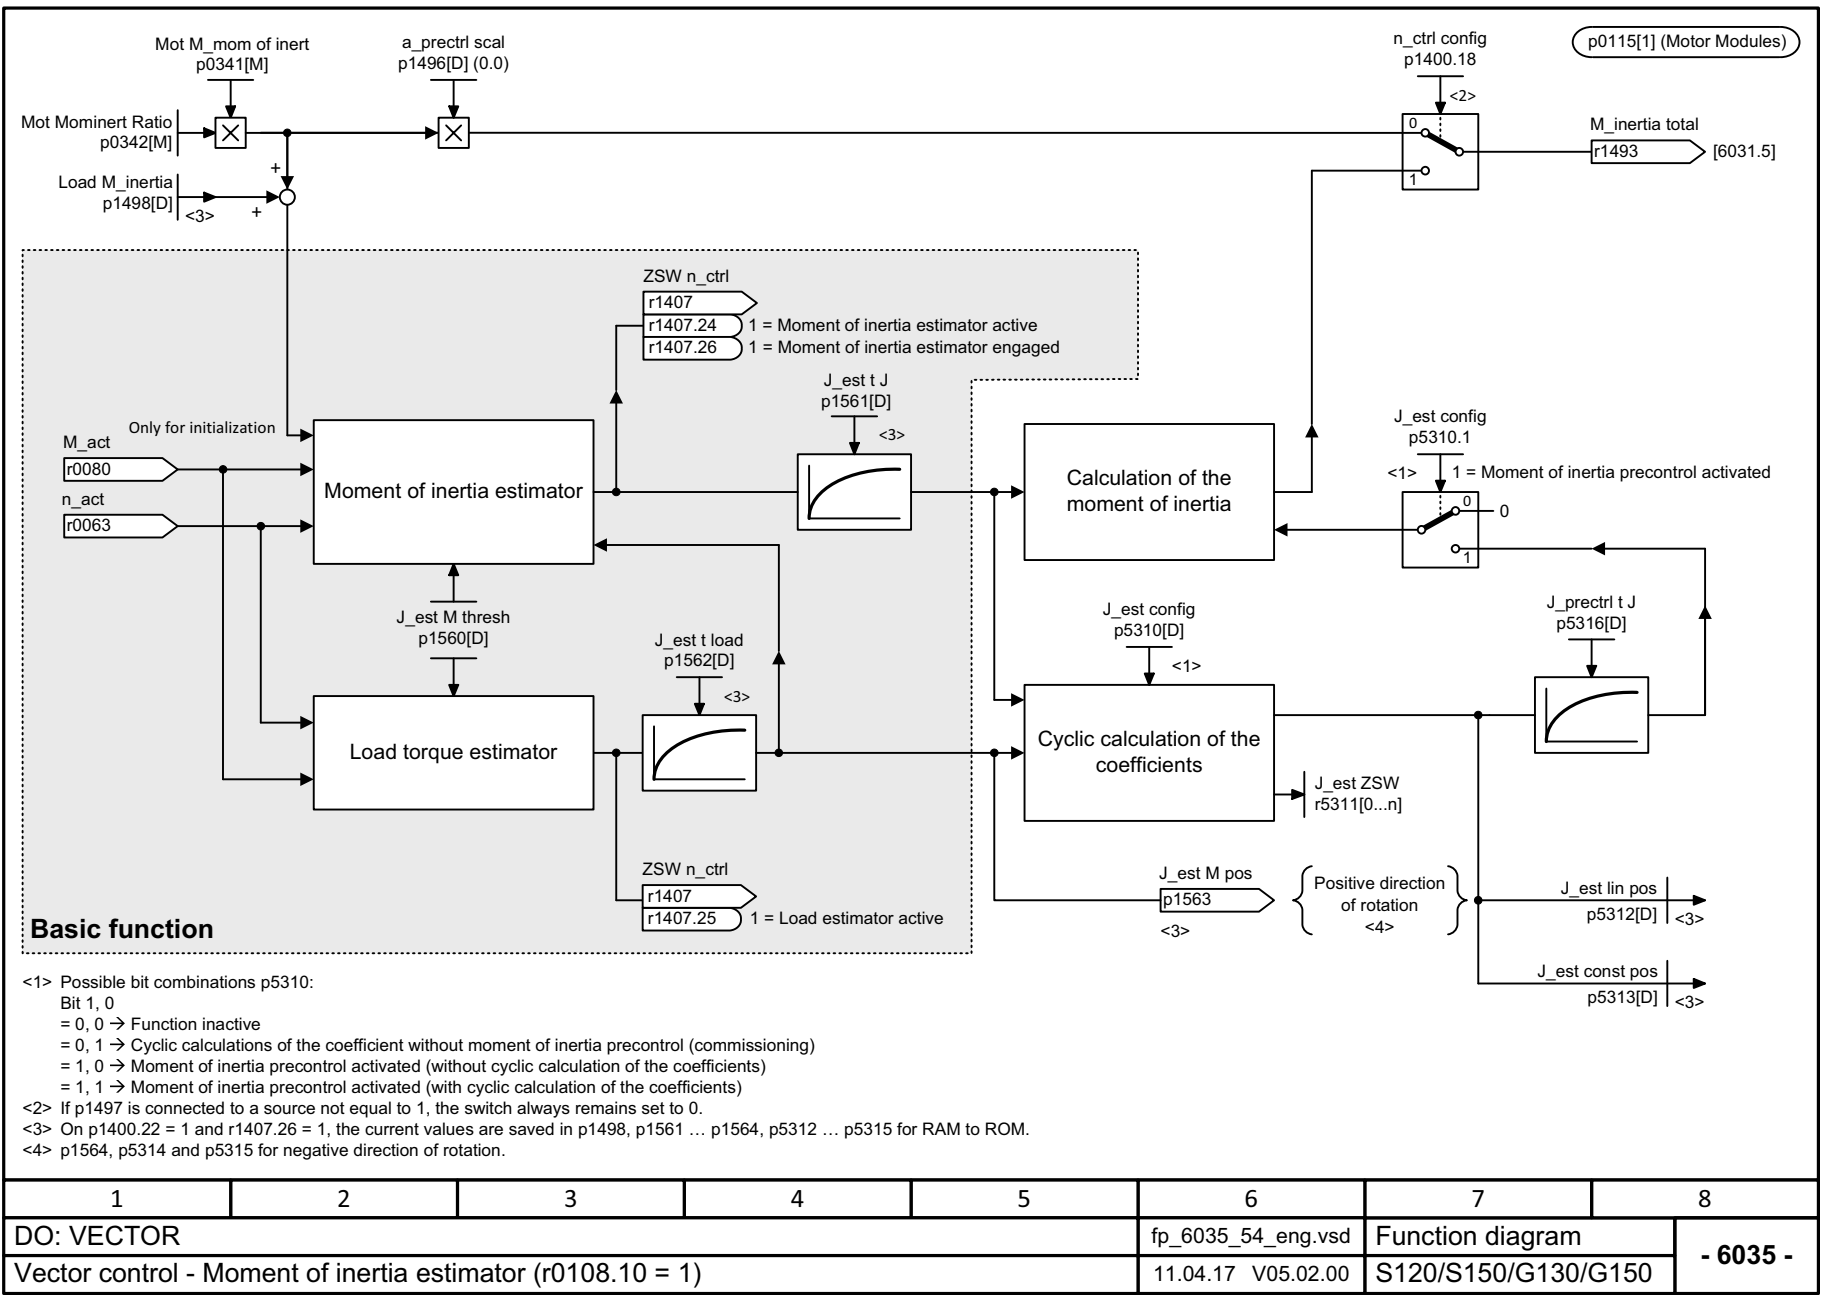 Mot M_mom of inert
p0341[M]
a_prectrl scal
p1496[D] (0.0)
n_ctrl config
p1400.18
<2>
p0115[1] (Motor Modules)
Mot Mominert Ratio
p0342[M]
0
1
M_inertia total
r1493
[6031.5]
Load M_inertia
p1498[D]
<3>
+
+
ZSW n_ctrl
r1407
r1407.24
1 = Moment of inertia estimator active
r1407.26
1 = Moment of inertia estimator engaged
J_est t J
p1561[D]
<3>
Only for initialization
M_act
r0080
n_act
r0063
Moment of inertia estimator
Calculation of the
moment of inertia
J_est config
p5310.1
<1>
1 = Moment of inertia precontrol activated
0
0
1
J_est M thresh
p1560[D]
J_est t load
p1562[D]
<3>
J_est config
p5310[D]
<1>
J_prectrl t J
p5316[D]
Load torque estimator
Cyclic calculation of the
coefficients
J_est ZSW
r5311[0...n]
ZSW n_ctrl
r1407
r1407.25
1 = Load estimator active
J_est M pos
p1563
<3>
Positive direction
of rotation
<4>
J_est lin pos
p5312[D]
<3>
J_est const pos
p5313[D]
<3>
Basic function
<1> Possible bit combinations p5310:
Bit 1, 0
= 0, 0 → Function inactive
= 0, 1 → Cyclic calculations of the coefficient without moment of inertia precontrol (commissioning)
= 1, 0 → Moment of inertia precontrol activated (without cyclic calculation of the coefficients)
= 1, 1 → Moment of inertia precontrol activated (with cyclic calculation of the coefficients)
<2> If p1497 is connected to a source not equal to 1, the switch always remains set to 0.
<3> On p1400.22 = 1 and r1407.26 = 1, the current values are saved in p1498, p1561 … p1564, p5312 … p5315 for RAM to ROM.
<4> p1564, p5314 and p5315 for negative direction of rotation.
1 2 3 4 5 6 7 8
DO: VECTOR
fp_6035_54_eng.vsd
Function diagram
- 6035 -
Vector control - Moment of inertia estimator (r0108.10 = 1)
11.04.17 V05.02.00
S120/S150/G130/G150